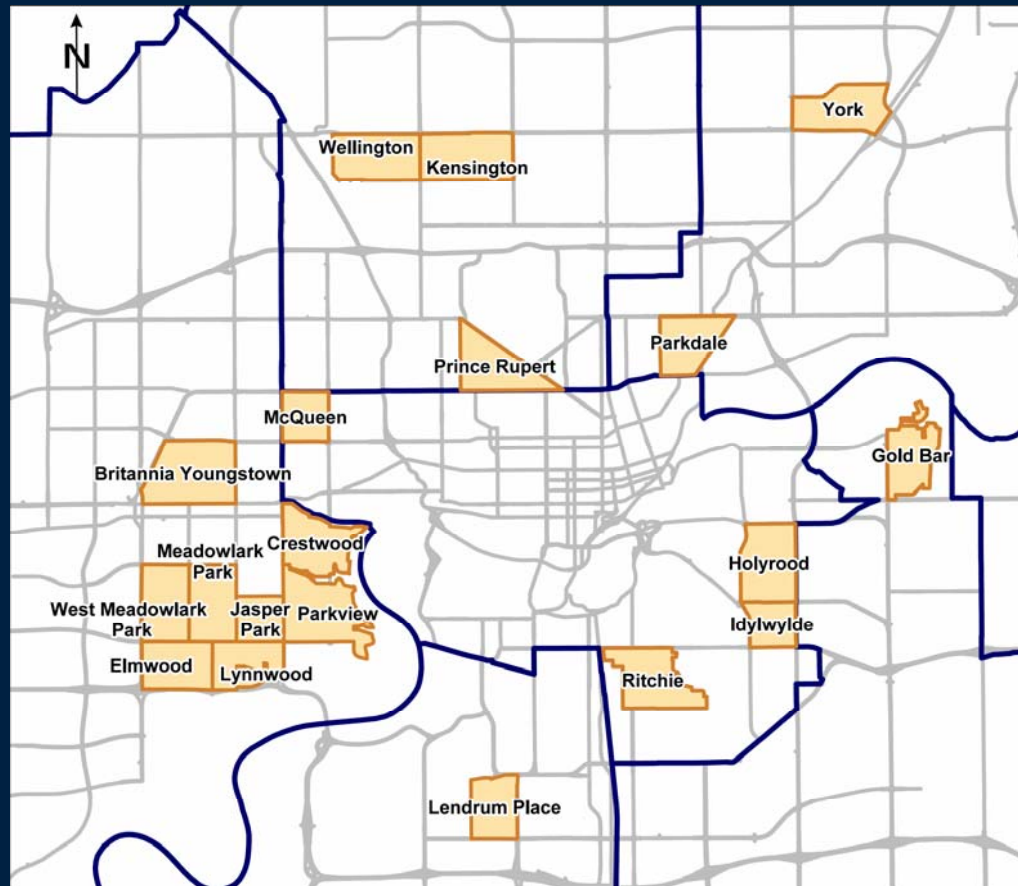 N
York
Wellington
Kensington
Parkdale
Prince Rupert
McQueen
Gold Bar
Britannia Youngstown
Crestwood
Meadowlark
Park
Holyrood
West Meadowlark
Park
Jasper
Park
Parkview
Idylwylde
Elmwood
Lynnwood
Ritchie
Lendrum Place